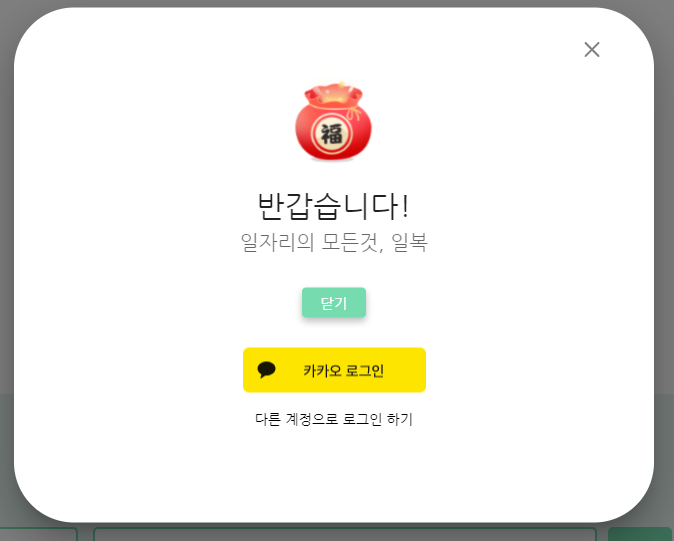 福
반갑습니다!
일자리의 모든것, 일복
닫기
카카오 로그인
다른 계정으로 로그인 하기